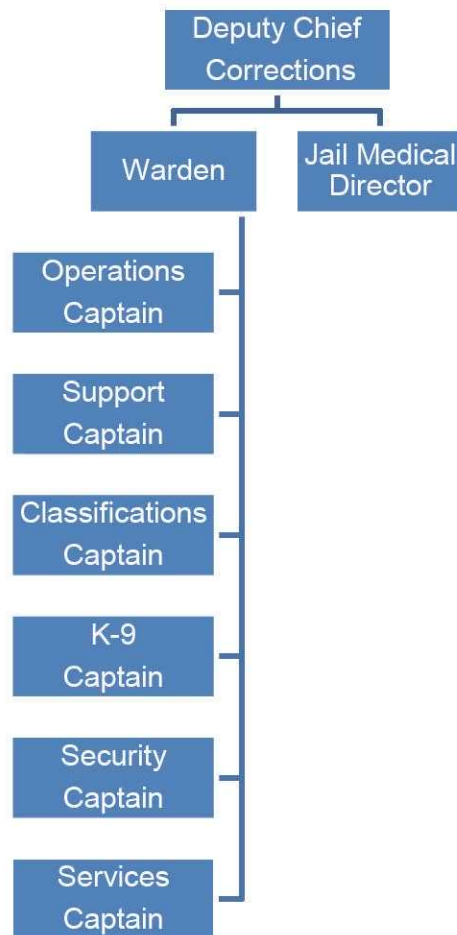 Deputy Chief
Corrections
Warden
Jail Medical
Director
Operations
Captain
Support
Captain
Classifications
Captain
K-9
Captain
Security
Captain
Services
Captain